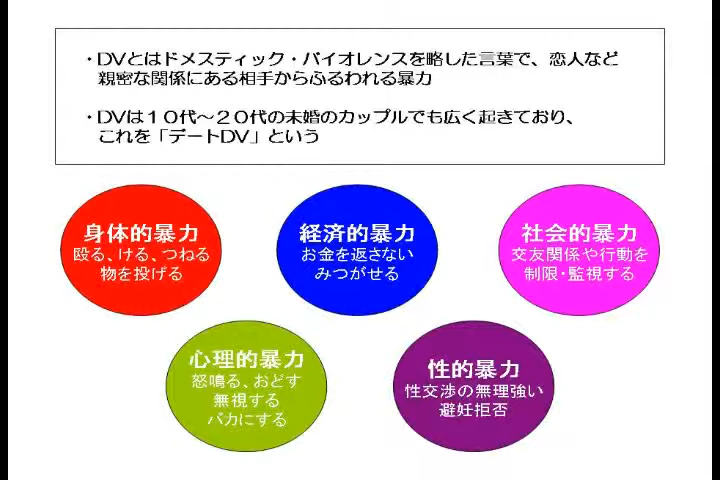 ・DVとはドメスティック・バイオレンスを略した言葉で、恋人など
親密な関係にある相手からふるわれる暴力
・DVは１０代～２０代の未婚のカップルでも広く起きており、
これを「デートDV」という
身体的暴力
殴る、ける、つねる
物を投げる
経済的暴力
お金を返さない
みつがせる
社会的暴力
交友関係や行動を
制限・監視する
心理的暴力
怒鳴る、おどす
無視する
バカにする
性的暴力
性交渉の無理強い
避妊拒否